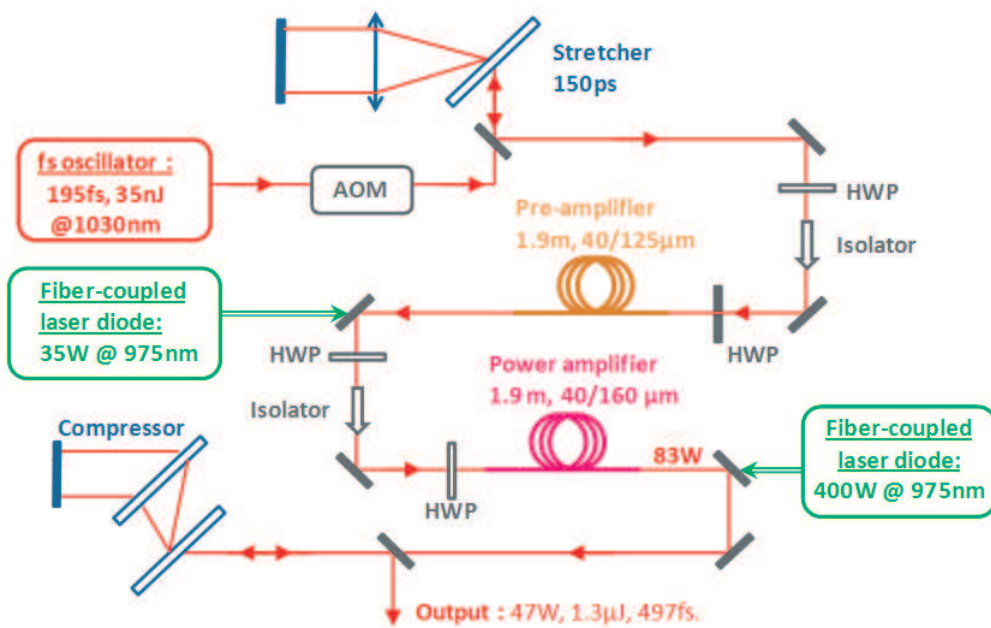 Stretcher
150ps
fs oscillator :
195fs, 35nJ
@1030nm
AOM
HWP
Pre-amplifier
1.9m, 40/125µm
Isolator
Fiber-coupled
laser diode:
35W @ 975nm
HWP
HWP
Power amplifier
1.9 m, 40/160 µm
Isolator
Compressor
83W
Fiber-coupled
laser diode:
400W @ 975nm
HWP
Output : 47W, 1.3µJ, 497fs.